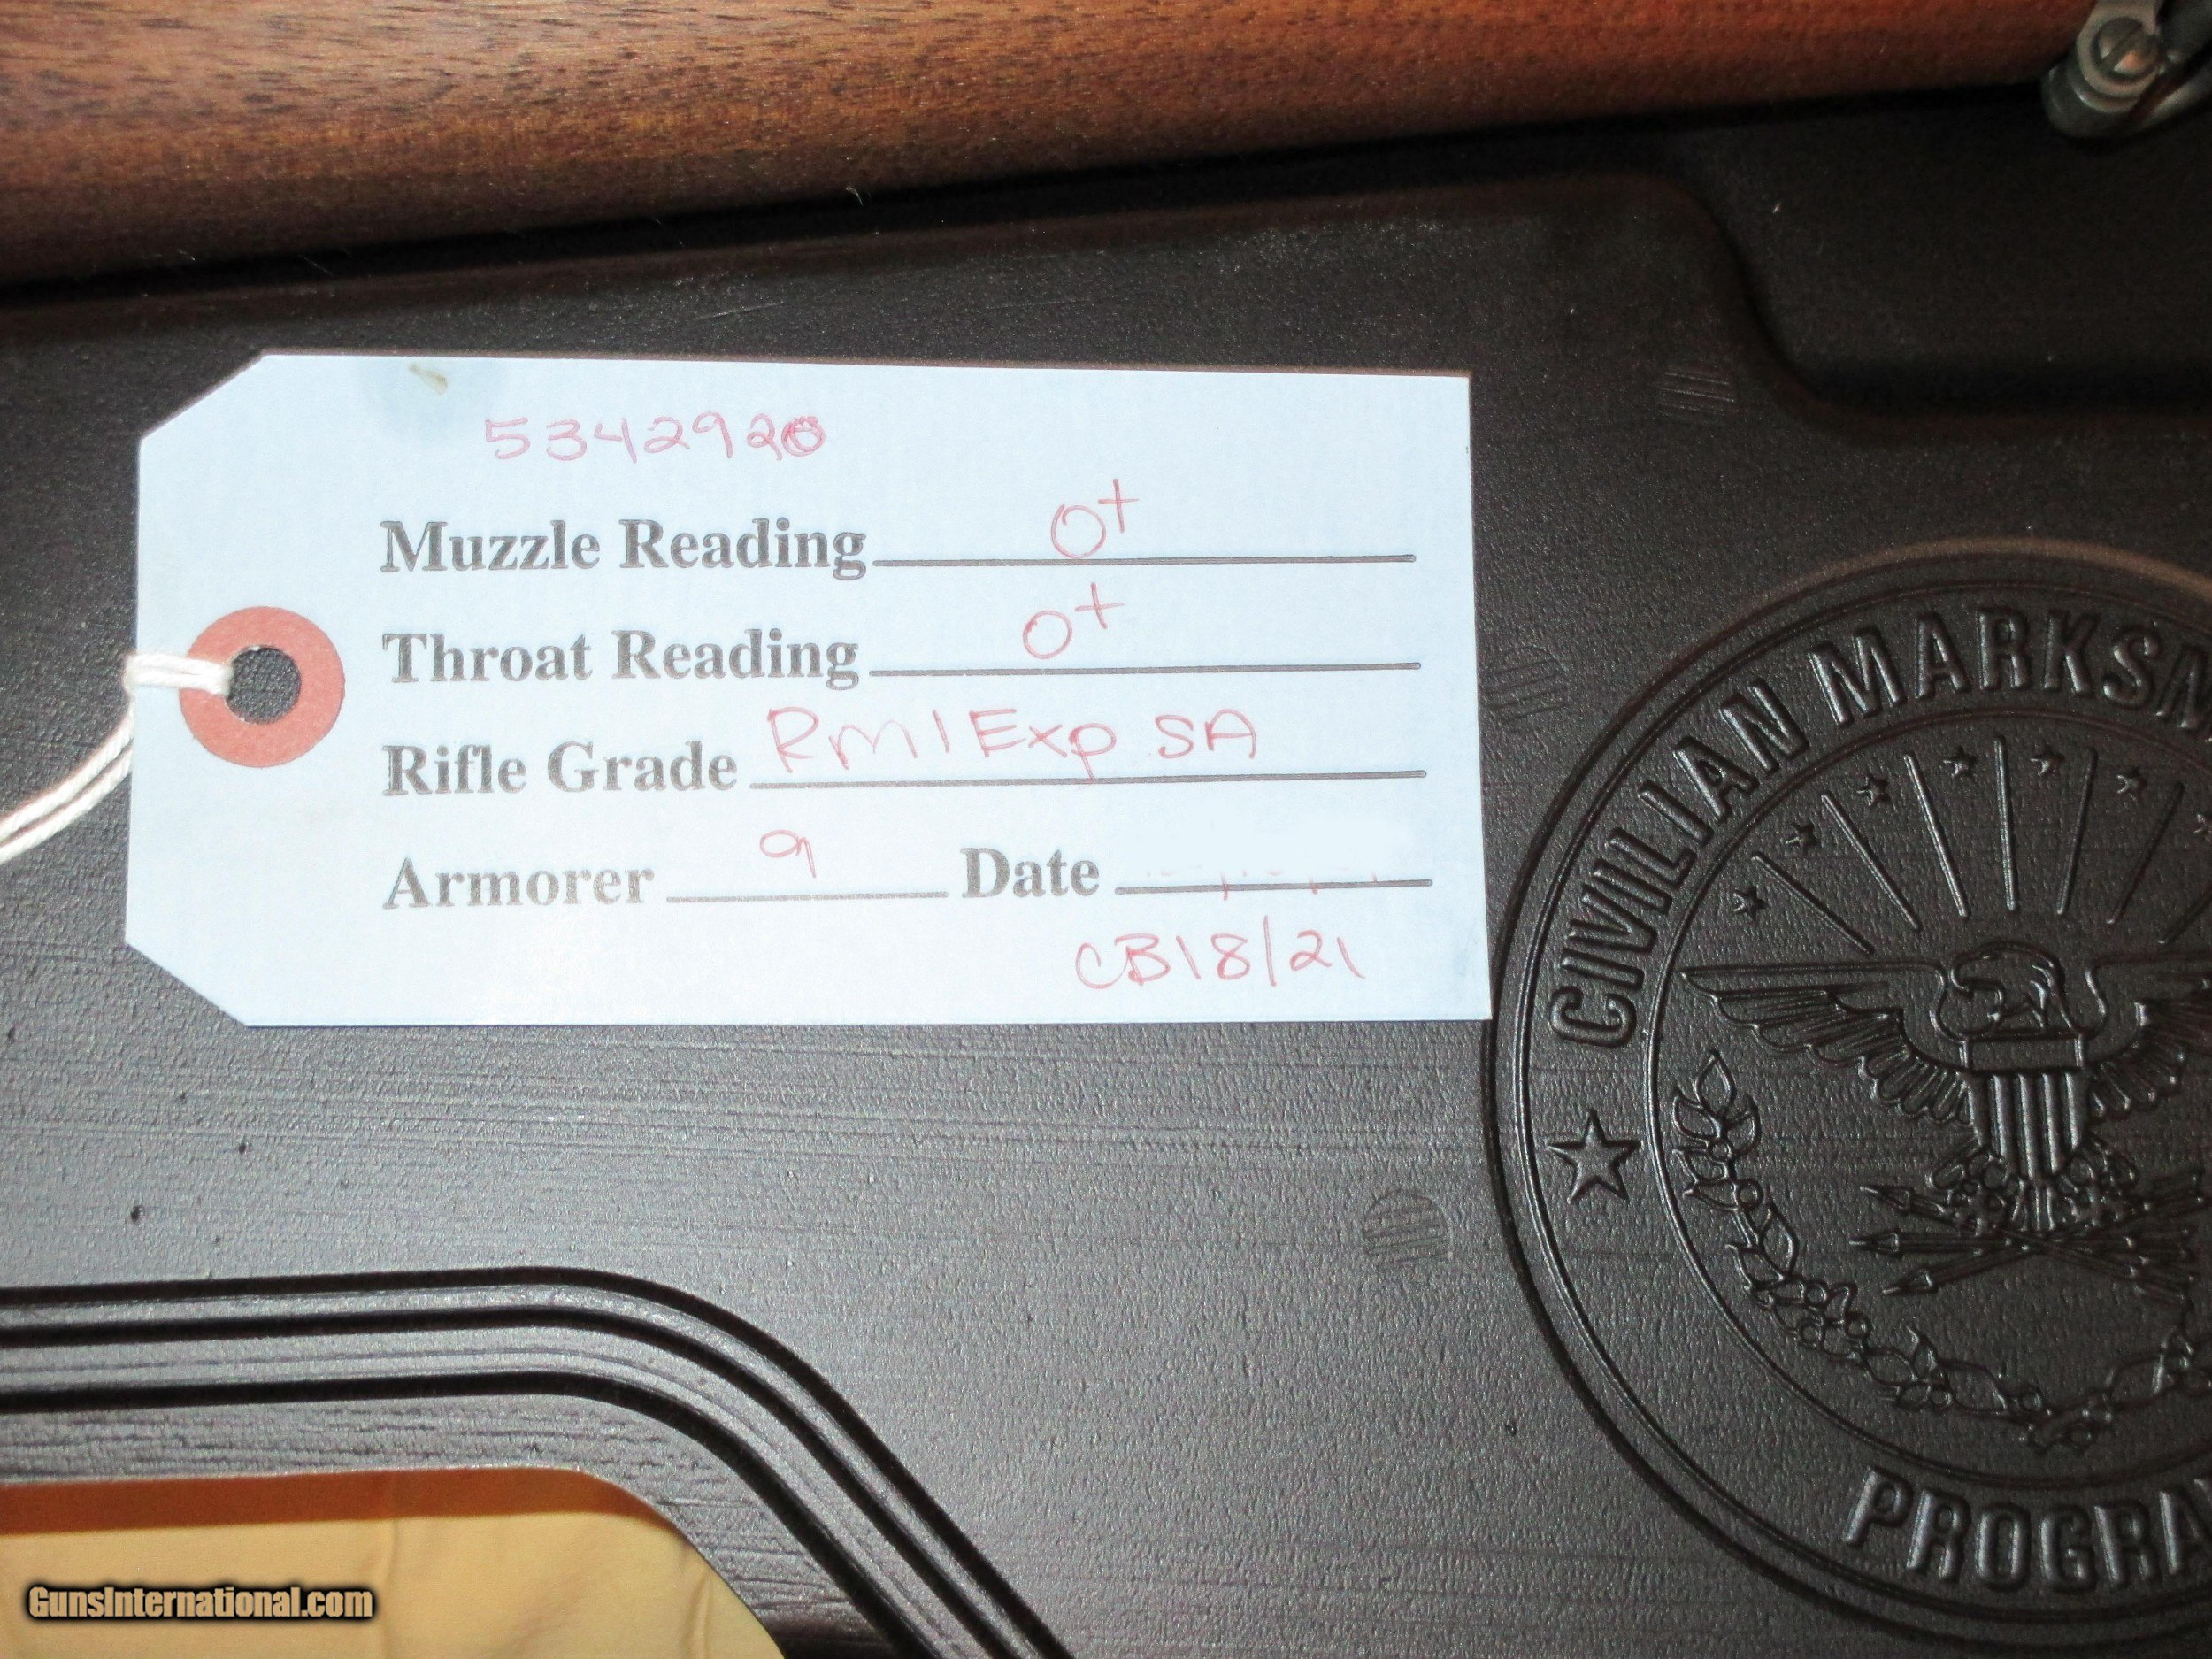 5342920
Muzzle Reading 0+
Throat Reading 0+
Rifle Grade RM1Exp SA
Armorer 9 Date
CB18/21
CIVILIAN MARKSM
PROGRA
GunsInternational.com